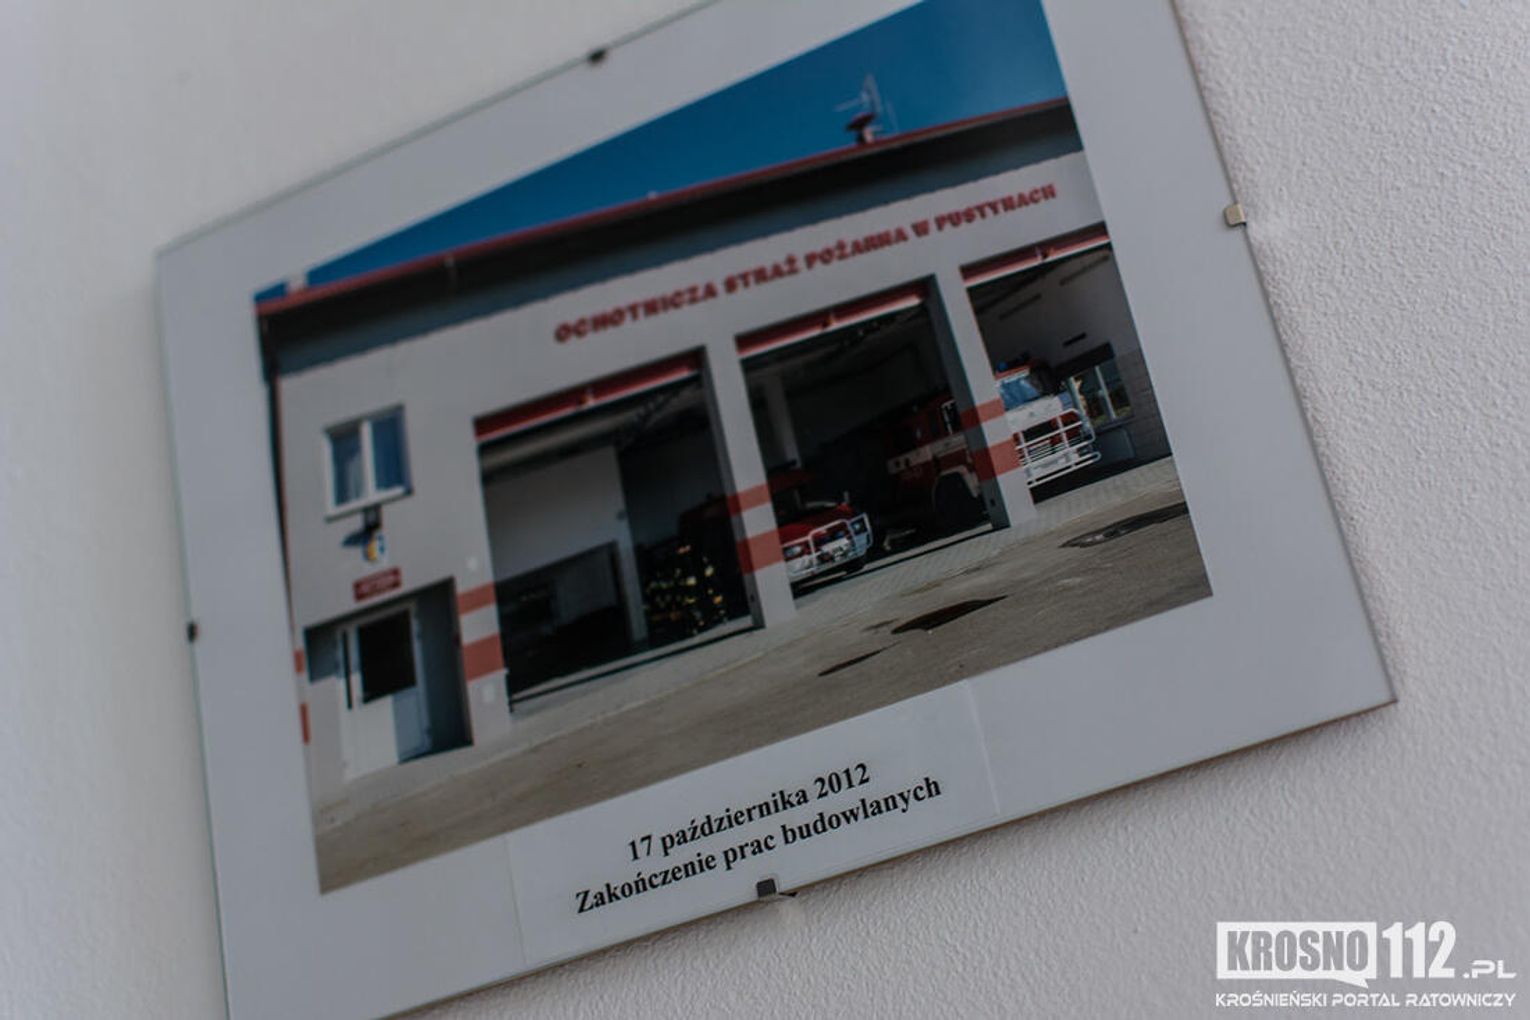 OCHOTNICZA STRAŻ POŻARNA W PUSTYNACH
17 października 2012
Zakończenie prac budowlanych
KROSNO112.PL
KROŚNIEŃSKI PORTAL RATOWNICZY